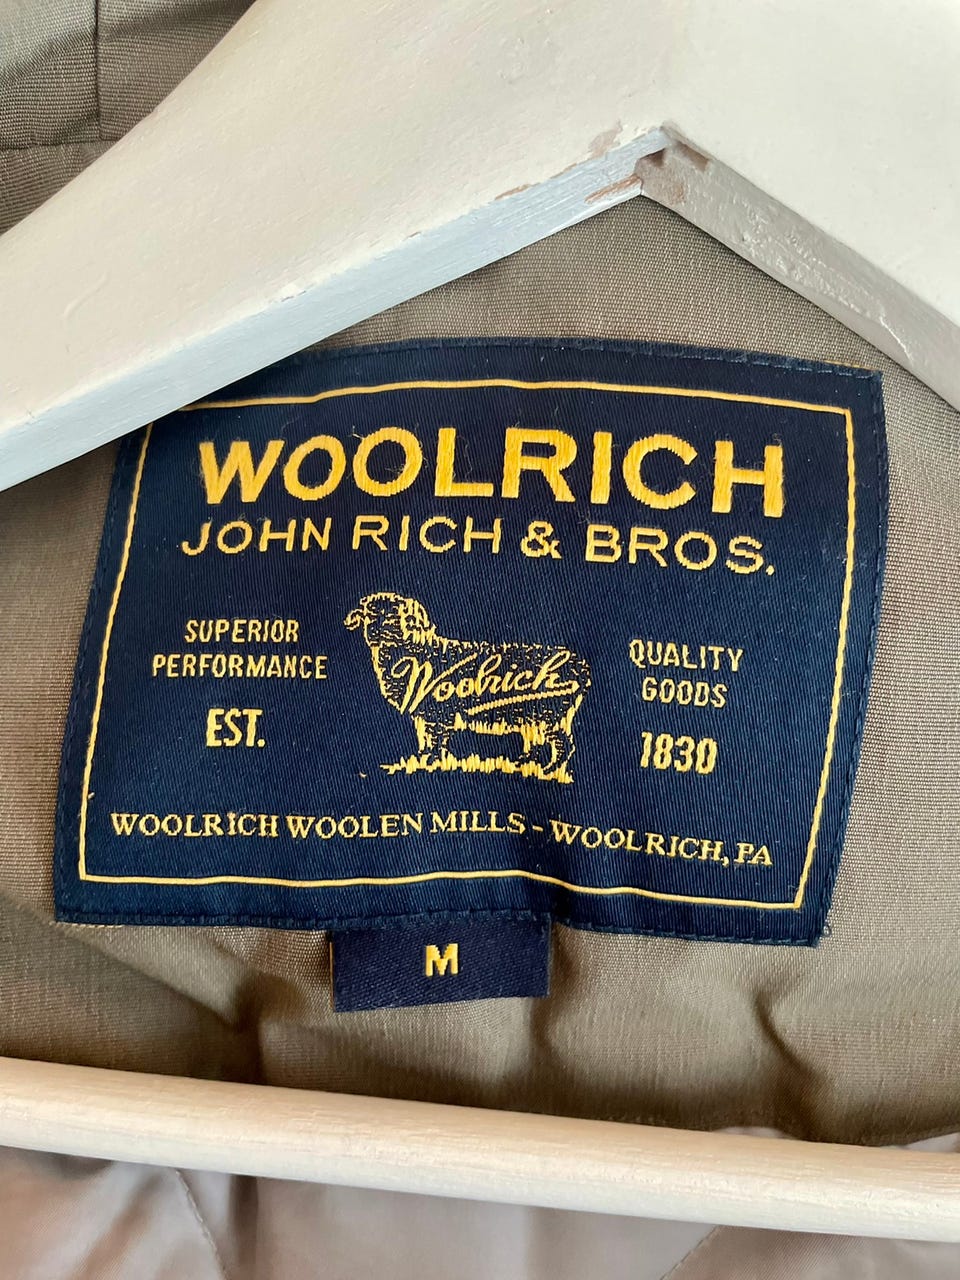 WOOLRICH
JOHN RICH & BROS.
SUPERIOR
PERFORMANCE
EST.
Woolrich
QUALITY
GOODS
1830
WOOLRICH WOOLEN MILLS - WOOLRICH, PA
M